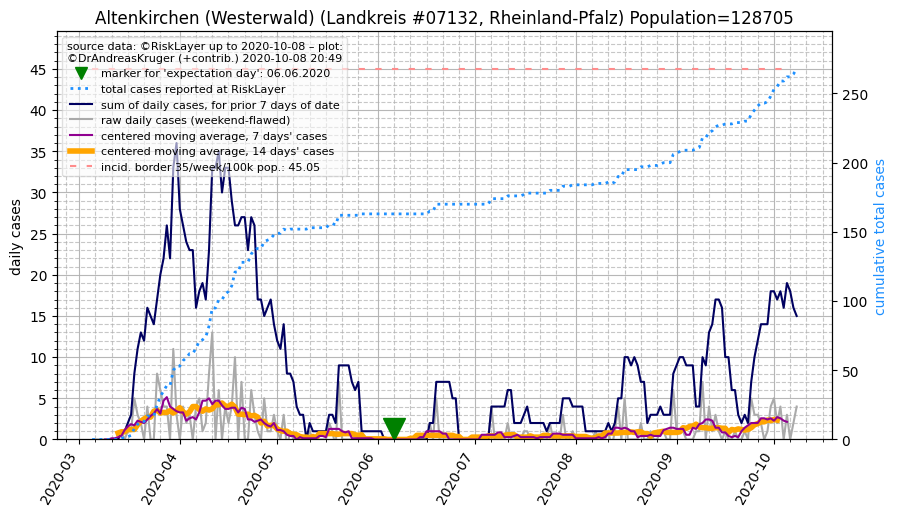 Altenkirchen (Westerwald) (Landkreis #07132, Rheinland-Pfalz) Population=128705
source data: ©RiskLayer up to 2020-10-08 – plot:
©DrAndreasKruger (+contrib.) 2020-10-08 20:49
marker for 'expectation day': 06.06.2020
total cases reported at RiskLayer
sum of daily cases, for prior 7 days of date
raw daily cases (weekend-flawed)
centered moving average, 7 days' cases
centered moving average, 14 days' cases
incid. border 35/week/100k pop.: 45.05
daily cases
45
40
35
30
25
20
15
10
5
0
cumulative total cases
250
200
150
100
50
0
2020-03
2020-04
2020-05
2020-06
2020-07
2020-08
2020-09
2020-10